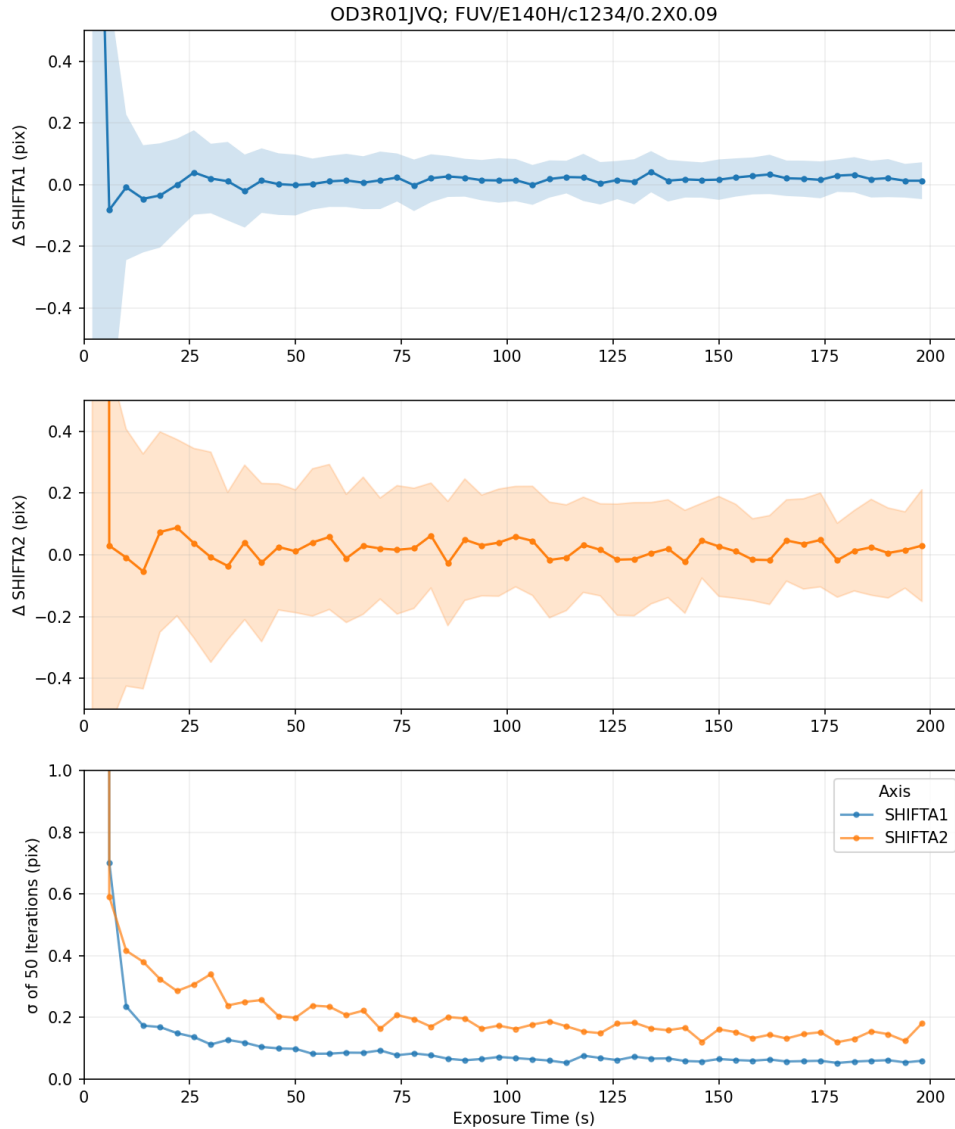 OD3R01JVQ; FUV/E140H/c1234/0.2X0.09
Δ SHIFTA1 (pix)
0.4
0.2
0.0
−0.2
−0.4
0 25 50 75 100 125 150 175 200
Δ SHIFTA2 (pix)
0.4
0.2
0.0
−0.2
−0.4
0 25 50 75 100 125 150 175 200
σ of 50 Iterations (pix)
1.0
0.8
0.6
0.4
0.2
0.0
Axis
SHIFTA1
SHIFTA2
0 25 50 75 100 125 150 175 200
Exposure Time (s)